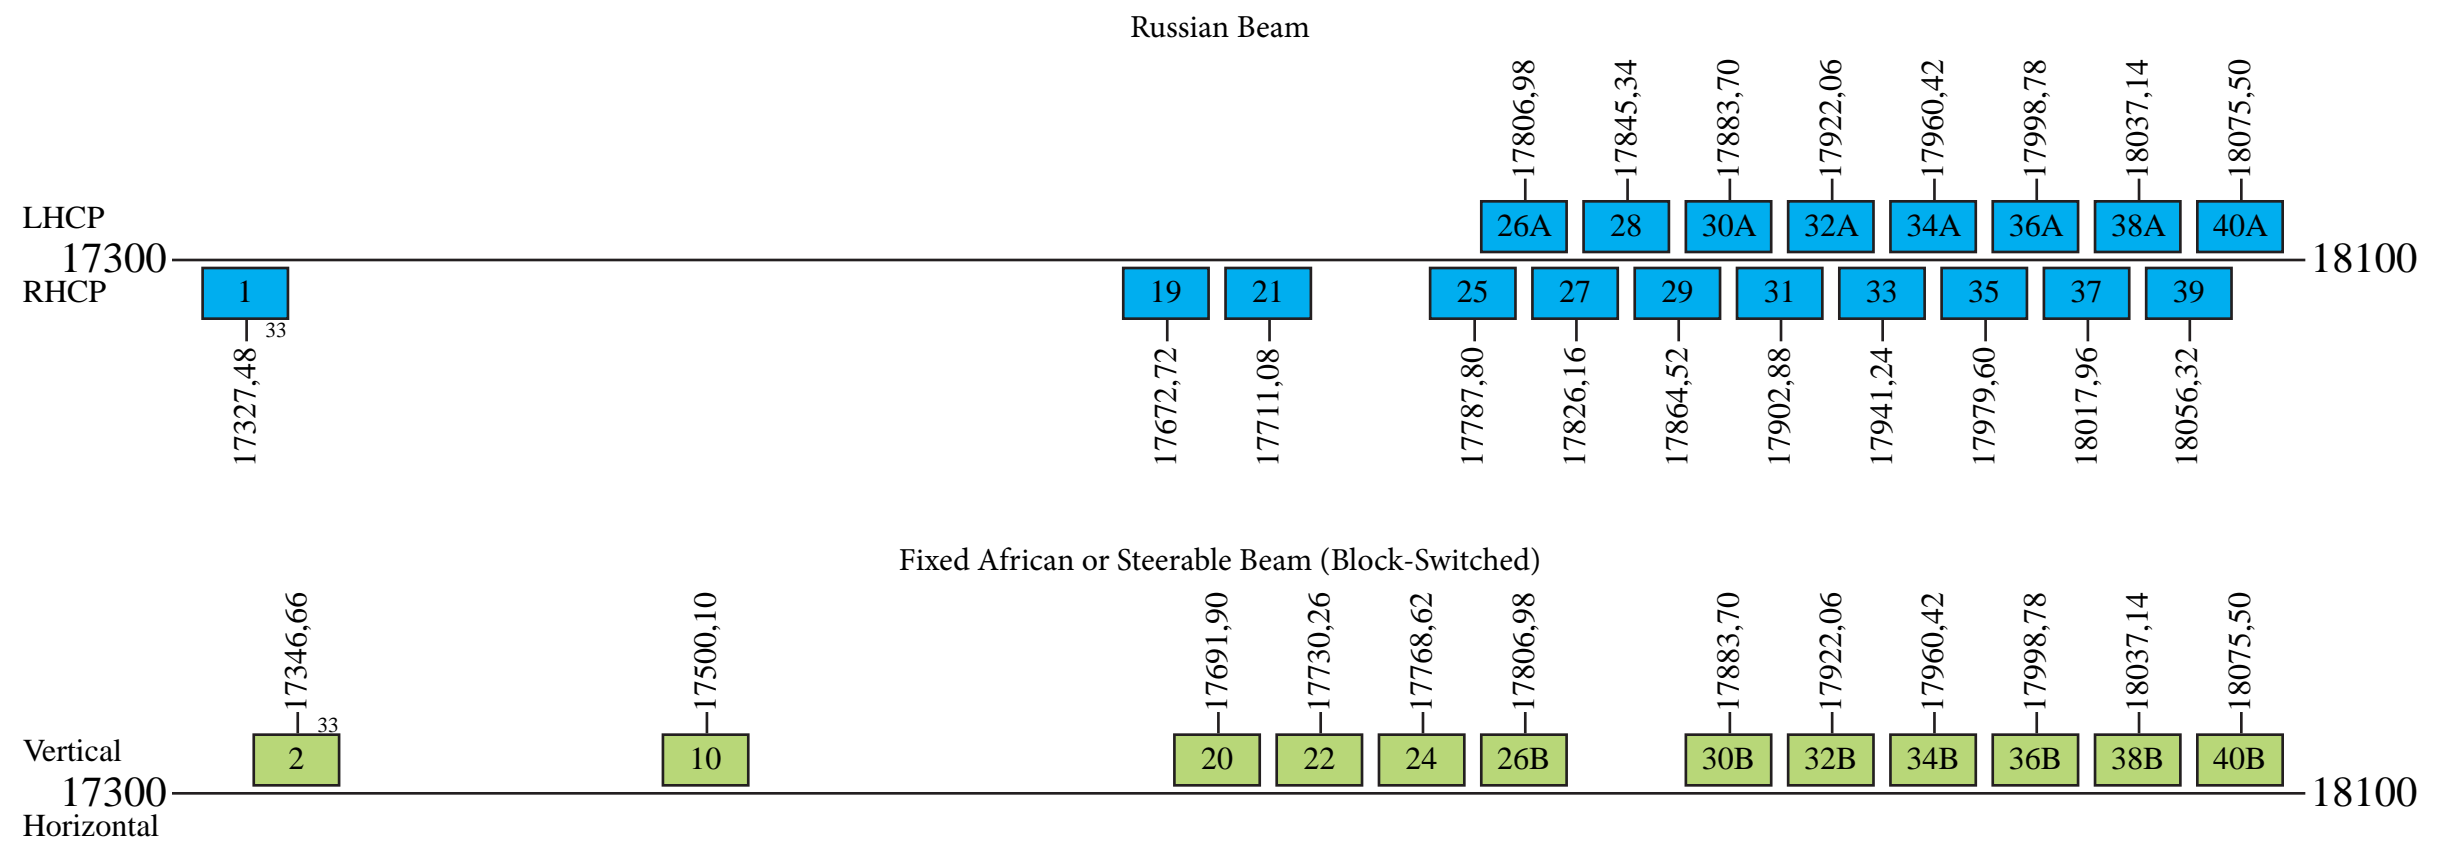 Russian Beam
17806,98 17845,34 17883,70 17922,06 17960,42 17998,78 18037,14 18075,50
LHCP 26A 28 30A 32A 34A 36A 38A 40A
17300 18100
RHCP 1 19 21 25 27 29 31 33 35 37 39
33
17327,48 17672,72 17711,08 17787,80 17826,16 17864,52 17902,88 17941,24 17979,60 18017,96 18056,32
Fixed African or Steerable Beam (Block-Switched)
17346,66 17500,10 17691,90 17730,26 17768,62 17806,98 17883,70 17922,06 17960,42 17998,78 18037,14 18075,50
33
Vertical 2 10 20 22 24 26B 30B 32B 34B 36B 38B 40B
17300 18100
Horizontal